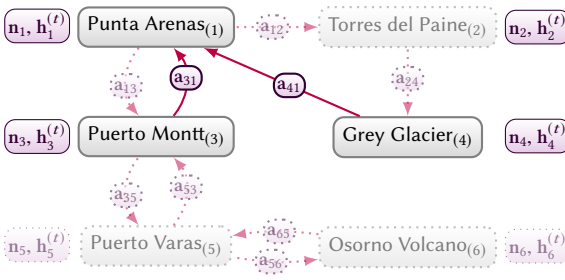 n₁, h₁⁽ᵗ⁾ Punta Arenas₍₁₎ a₁₂ Torres del Paine₍₂₎ n₂, h₂⁽ᵗ⁾
a₁₃ a₃₁ a₄₁ a₂₄
n₃, h₃⁽ᵗ⁾ Puerto Montt₍₃₎ Grey Glacier₍₄₎ n₄, h₄⁽ᵗ⁾
a₃₅ a₅₃
n₅, h₅⁽ᵗ⁾ Puerto Varas₍₅₎ a₆₅ a₅₆ Osorno Volcano₍₆₎ n₆, h₆⁽ᵗ⁾